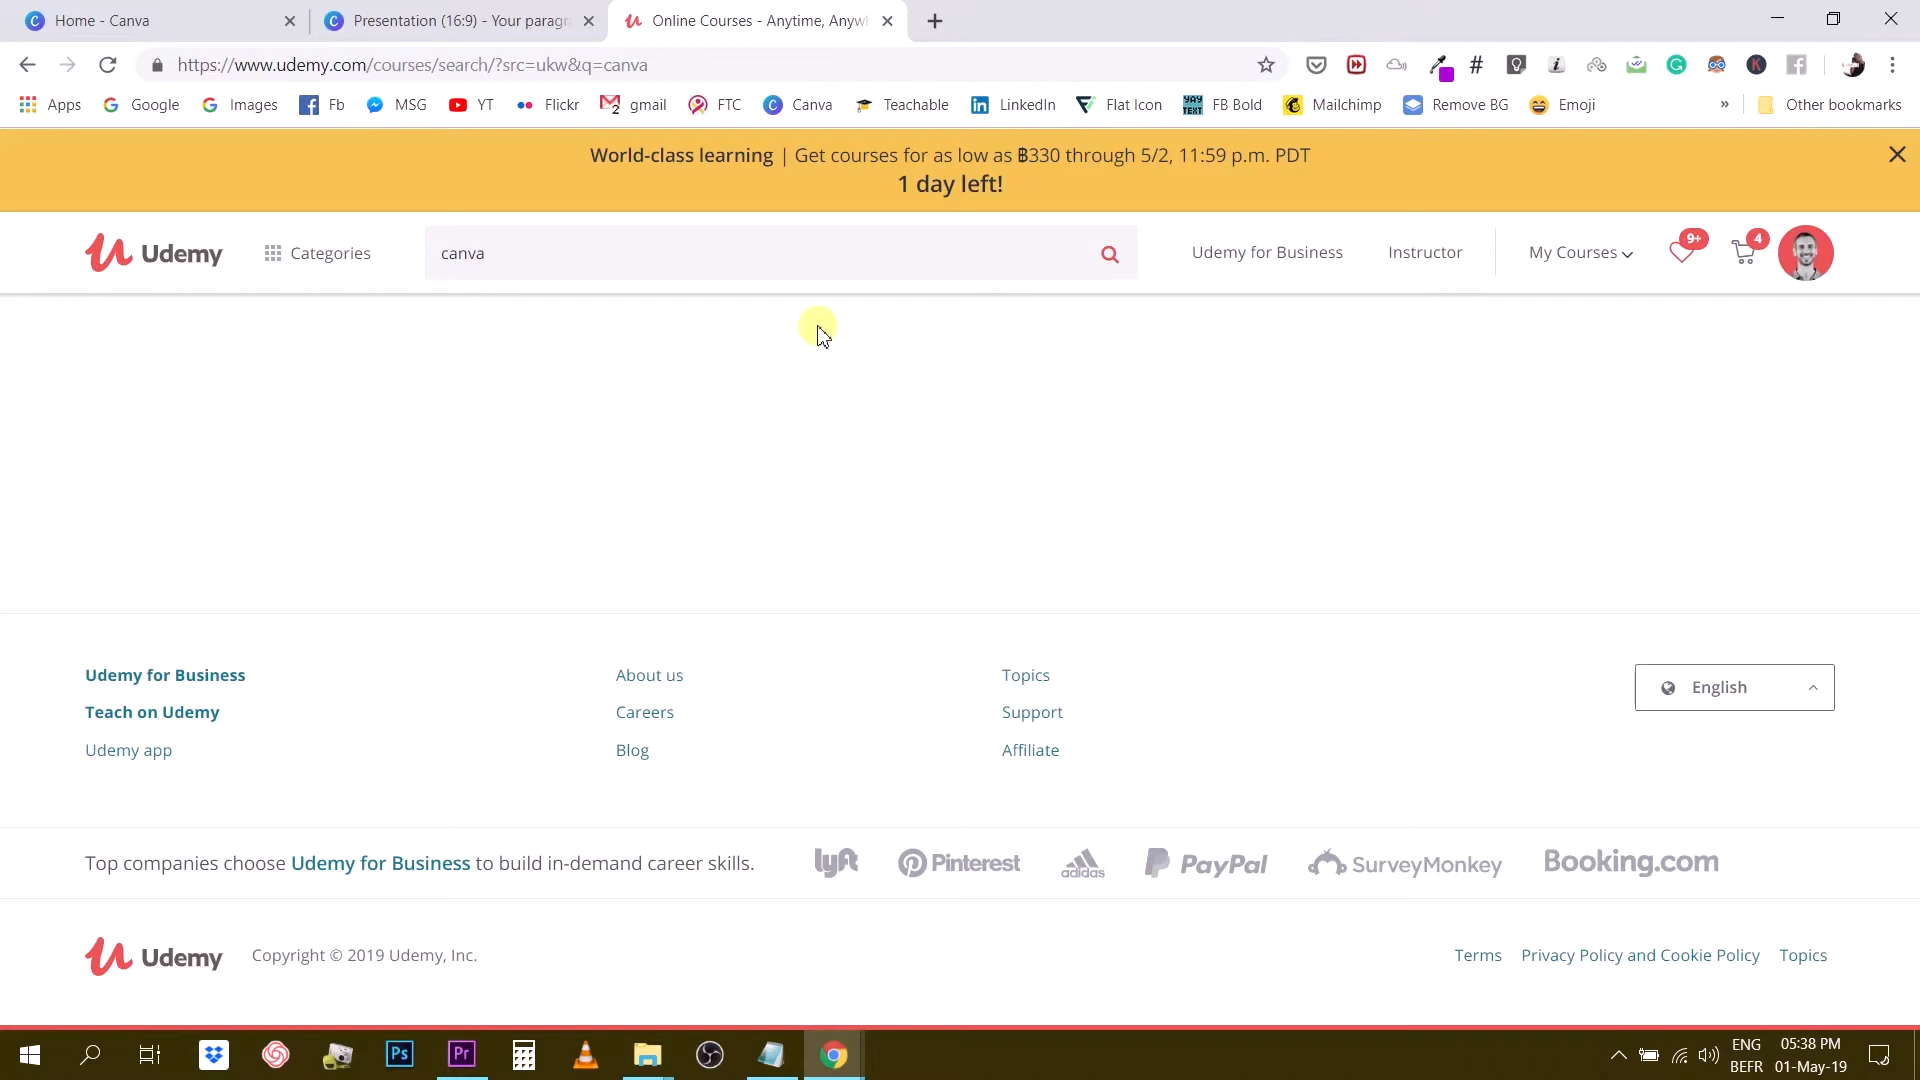 Home - Canva
Presentation (16:9) - Your paragr
Online Courses - Anytime, Anyw
https://www.udemy.com/courses/search/?src=ukw&q=canva
Apps
Google
Images
Fb
MSG
YT
Flickr
gmail
FTC
Canva
Teachable
LinkedIn
Flat Icon
FB Bold
Mailchimp
Remove BG
Emoji
»
Other bookmarks
World-class learning | Get courses for as low as ฿330 through 5/2, 11:59 p.m. PDT
1 day left!
Udemy
Categories
canva
Udemy for Business
Instructor
My Courses
9+
4
Udemy for Business
About us
Topics
English
Teach on Udemy
Careers
Support
Udemy app
Blog
Affiliate
Top companies choose Udemy for Business to build in-demand career skills.
lyft
Pinterest
adidas
PayPal
SurveyMonkey
Booking.com
Udemy
Copyright © 2019 Udemy, Inc.
Terms
Privacy Policy and Cookie Policy
Topics
Ps
Pr
ENG
BEFR
05:38 PM
01-May-19